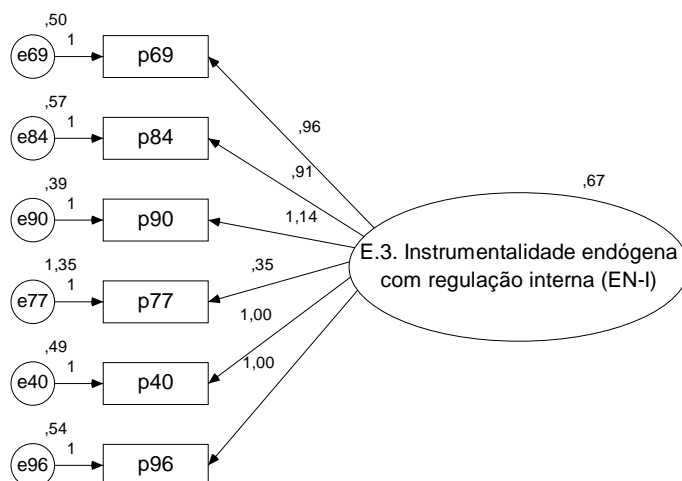 ,50
e69
1
p69
,96
,57
e84
1
p84
,91
,39
e90
1
p90
1,14
1,35
e77
1
p77
,35
,49
e40
1
p40
1,00
,54
e96
1
p96
1,00
,67
E.3. Instrumentalidade endógena
com regulação interna (EN-I)